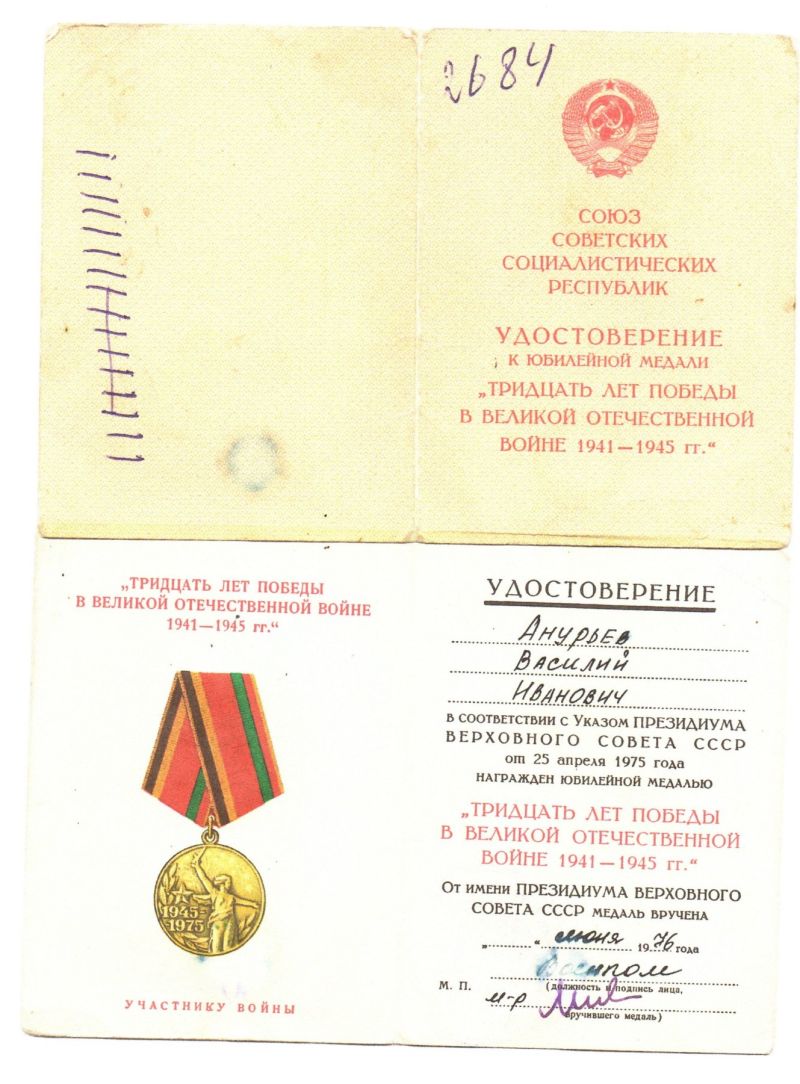 2684
СОЮЗ
СОВЕТСКИХ
СОЦИАЛИСТИЧЕСКИХ
РЕСПУБЛИК
УДОСТОВЕРЕНИЕ
К ЮБИЛЕЙНОЙ МЕДАЛИ
„ТРИДЦАТЬ ЛЕТ ПОБЕДЫ
В ВЕЛИКОЙ ОТЕЧЕСТВЕННОЙ
ВОЙНЕ 1941—1945 гг.“
„ТРИДЦАТЬ ЛЕТ ПОБЕДЫ
В ВЕЛИКОЙ ОТЕЧЕСТВЕННОЙ ВОЙНЕ
1941—1945 гг.“
1945-
1975
УЧАСТНИКУ ВОЙНЫ
УДОСТОВЕРЕНИЕ
Анурьев
Василий
Иванович
В СООТВЕТСТВИИ С УКАЗОМ ПРЕЗИДИУМА
ВЕРХОВНОГО СОВЕТА СССР
от 25 апреля 1975 года
НАГРАЖДЕН ЮБИЛЕЙНОЙ МЕДАЛЬЮ
„ТРИДЦАТЬ ЛЕТ ПОБЕДЫ
В ВЕЛИКОЙ ОТЕЧЕСТВЕННОЙ
ВОЙНЕ 1941—1945 гг.“
От имени ПРЕЗИДИУМА ВЕРХОВНОГО
СОВЕТА СССР МЕДАЛЬ ВРУЧЕНА
„ “ июня 1976 года
М. П. (должность и подпись лица,
м-р
вручившего медаль)